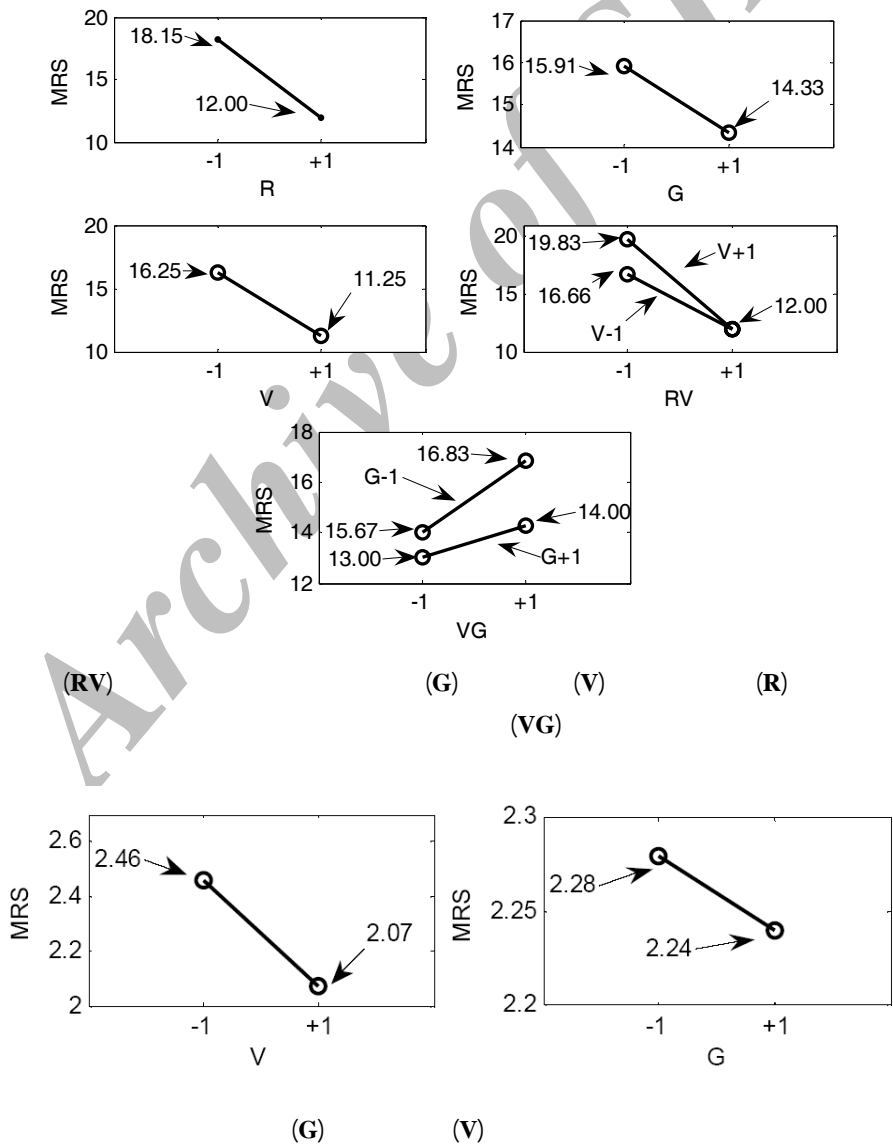 20
18.15
15
12.00
10
MRS
-1 +1
R
17
16
15.91
15
14.33
14
MRS
-1 +1
G
20
16.25
15
11.25
10
MRS
-1 +1
V
20
19.83
V+1
16.66
15
12.00
V-1
10
MRS
-1 +1
RV
18
16.83
G-1
16
15.67
14.00
14
13.00
G+1
12
MRS
-1 +1
VG
(RV) (G) (V) (R)
(VG)
2.6
2.46
2.4
2.07
2.2
2
MRS
-1 +1
V
2.3
2.28
2.25
2.24
2.2
MRS
-1 +1
G
(G) (V)
Archive of